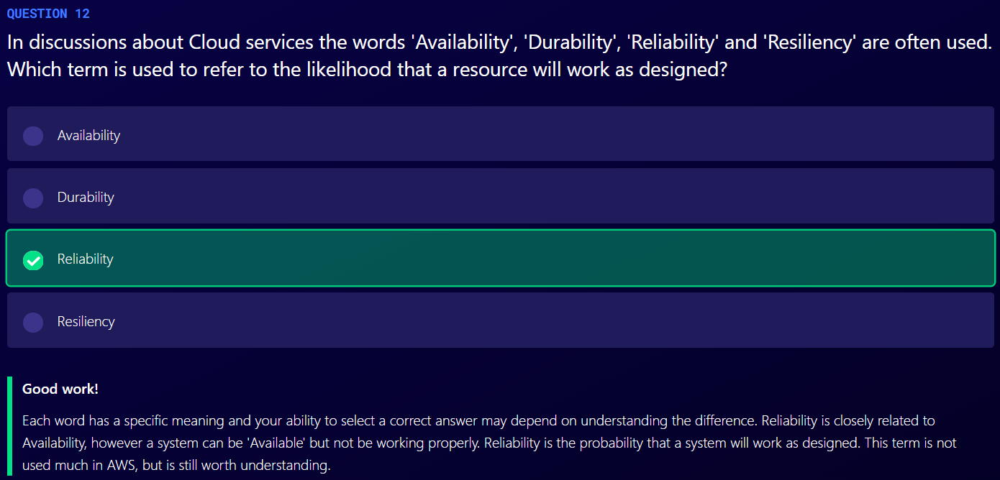 QUESTION 12
In discussions about Cloud services the words 'Availability', 'Durability', 'Reliability' and 'Resiliency' are often used.
Which term is used to refer to the likelihood that a resource will work as designed?
Availability
Durability
Reliability
Resiliency
Good work!
Each word has a specific meaning and your ability to select a correct answer may depend on understanding the difference. Reliability is closely related to
Availability, however a system can be 'Available' but not be working properly. Reliability is the probability that a system will work as designed. This term is not
used much in AWS, but is still worth understanding.